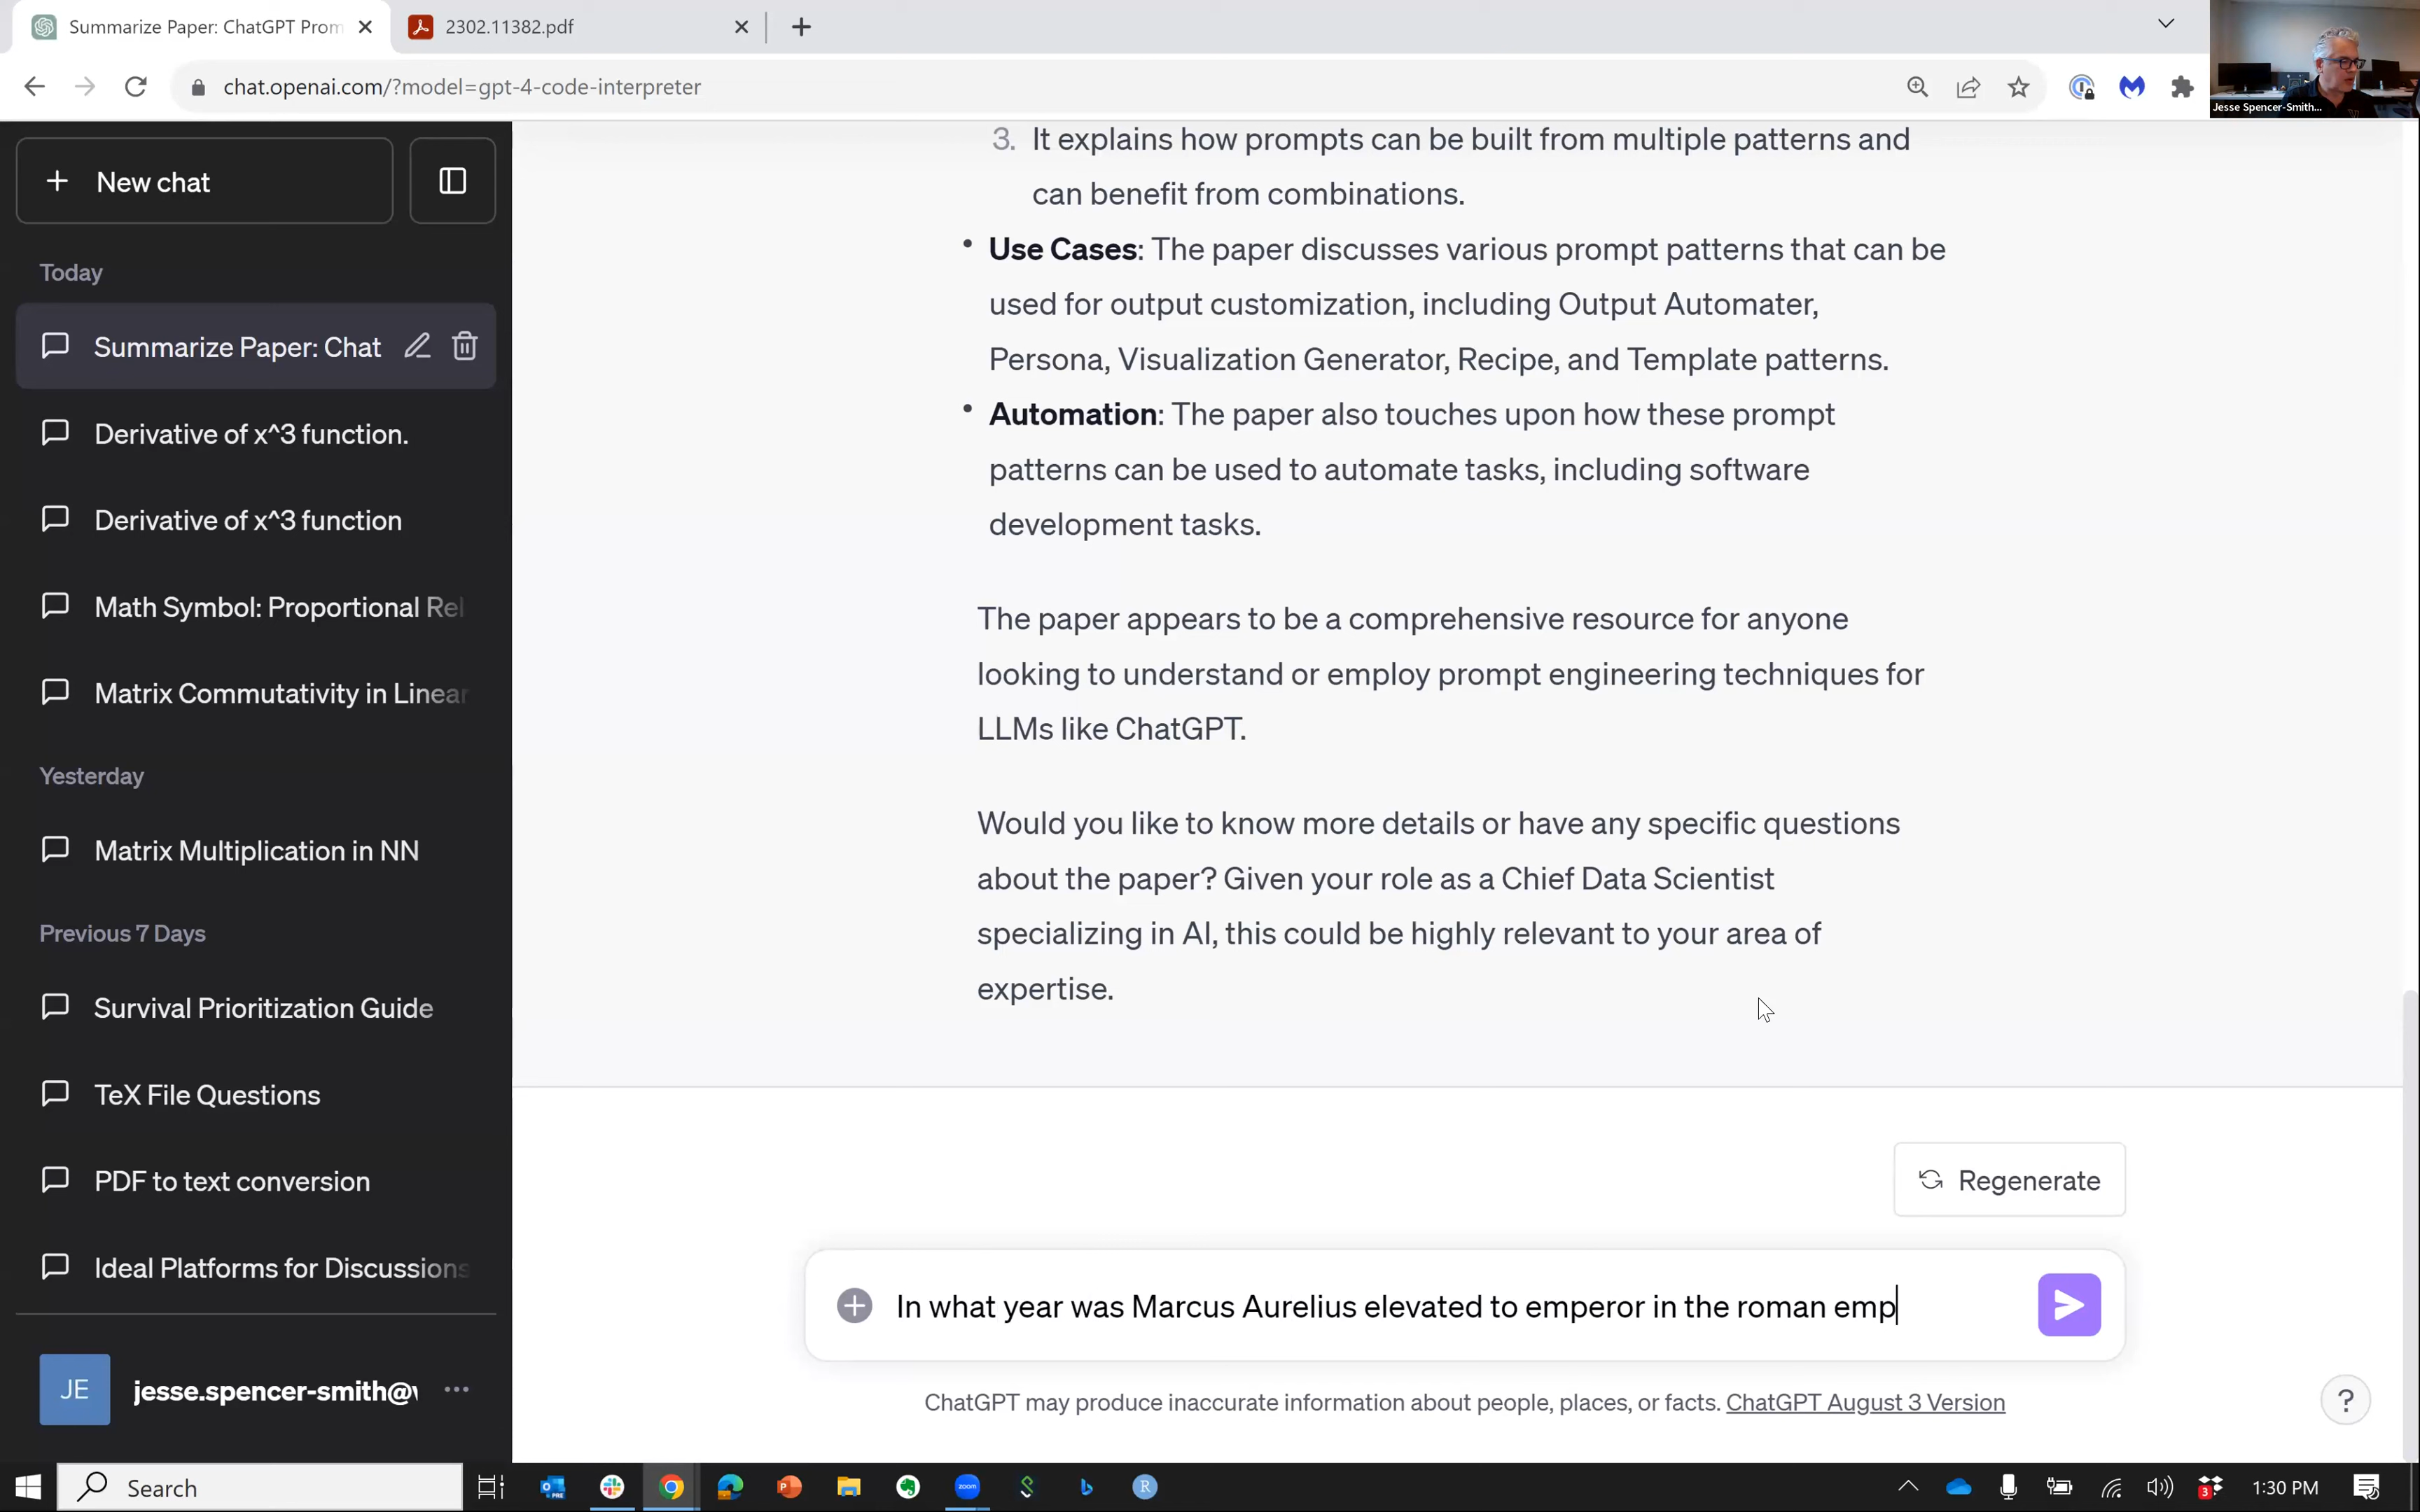 Summarize Paper: ChatGPT Prom
2302.11382.pdf
chat.openai.com/?model=gpt-4-code-interpreter
Jesse Spencer-Smith...
New chat
Today
Summarize Paper: Chat
Derivative of x^3 function.
Derivative of x^3 function
Math Symbol: Proportional Rel
Matrix Commutativity in Linear
Yesterday
Matrix Multiplication in NN
Previous 7 Days
Survival Prioritization Guide
TeX File Questions
PDF to text conversion
Ideal Platforms for Discussions
JE
jesse.spencer-smith@v
3. It explains how prompts can be built from multiple patterns and
can benefit from combinations.
• Use Cases: The paper discusses various prompt patterns that can be
used for output customization, including Output Automater,
Persona, Visualization Generator, Recipe, and Template patterns.
• Automation: The paper also touches upon how these prompt
patterns can be used to automate tasks, including software
development tasks.
The paper appears to be a comprehensive resource for anyone
looking to understand or employ prompt engineering techniques for
LLMs like ChatGPT.
Would you like to know more details or have any specific questions
about the paper? Given your role as a Chief Data Scientist
specializing in AI, this could be highly relevant to your area of
expertise.
Regenerate
In what year was Marcus Aurelius elevated to emperor in the roman emp
ChatGPT may produce inaccurate information about people, places, or facts. ChatGPT August 3 Version
?
Search
PRE
zoom
R
3
1:30 PM